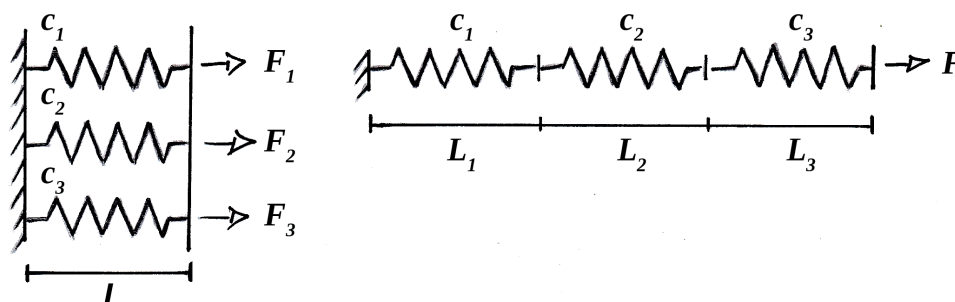 c₁
F₁
c₂
F₂
c₃
F₃
L
c₁ c₂ c₃
F
L₁ L₂ L₃